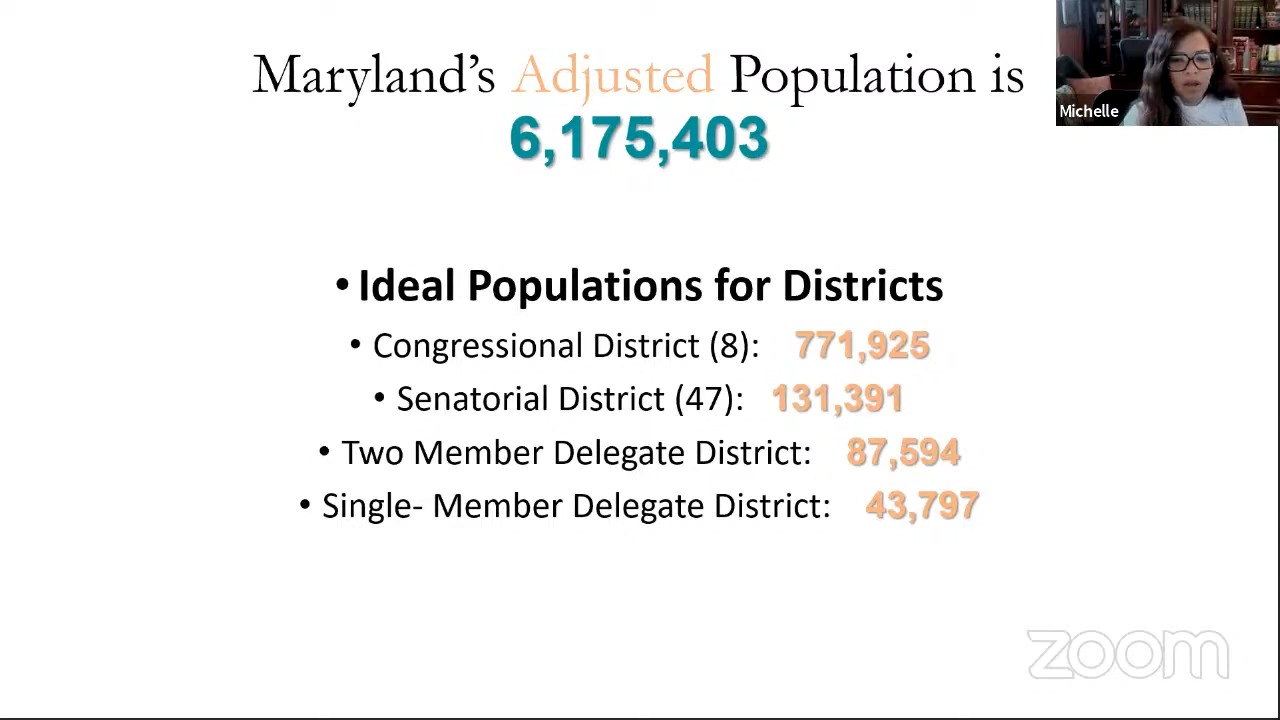 Maryland's Adjusted Population is
6,175,403
Michelle
• Ideal Populations for Districts
• Congressional District (8): 771,925
• Senatorial District (47): 131,391
• Two Member Delegate District: 87,594
• Single- Member Delegate District: 43,797
zoom